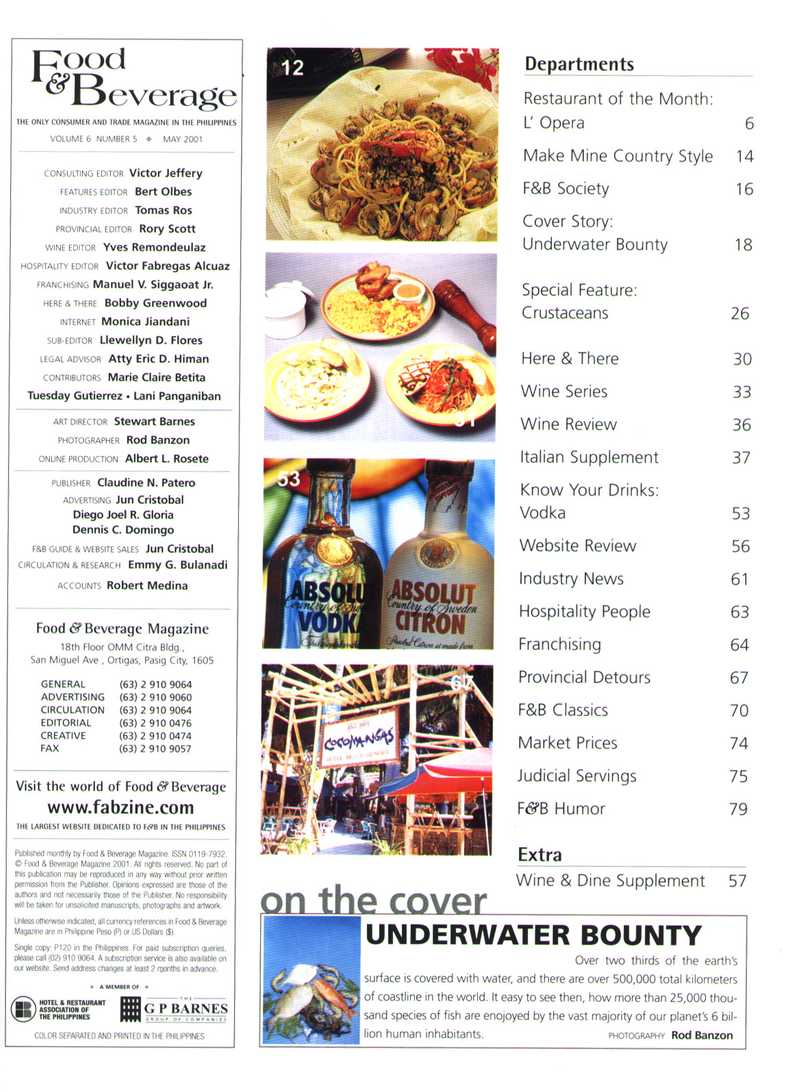 Food
& Beverage
THE ONLY CONSUMER AND TRADE MAGAZINE IN THE PHILIPPINES
VOLUME 6 NUMBER 5 ◆ MAY 2001
CONSULTING EDITOR Victor Jeffery
FEATURES EDITOR Bert Olbes
INDUSTRY EDITOR Tomas Ros
PROVINCIAL EDITOR Rory Scott
WINE EDITOR Yves Remondeulaz
HOSPITALITY EDITOR Victor Fabregas Alcuaz
FRANCHISING Manuel V. Siggaoat Jr.
HERE & THERE Bobby Greenwood
INTERNET Monica Jiandani
SUB-EDITOR Llewellyn D. Flores
LEGAL ADVISOR Atty Eric D. Himan
CONTRIBUTORS Marie Claire Betita
Tuesday Gutierrez • Lani Panganiban
ART DIRECTOR Stewart Barnes
PHOTOGRAPHER Rod Banzon
ONLINE PRODUCTION Albert L. Rosete
PUBLISHER Claudine N. Patero
ADVERTISING Jun Cristobal
Diego Joel R. Gloria
Dennis C. Domingo
F&B GUIDE & WEBSITE SALES Jun Cristobal
CIRCULATION & RESEARCH Emmy G. Bulanadi
ACCOUNTS Robert Medina
Food & Beverage Magazine
18th Floor OMM Citra Bldg.,
San Miguel Ave , Ortigas, Pasig City, 1605
GENERAL (63) 2 910 9064
ADVERTISING (63) 2 910 9060
CIRCULATION (63) 2 910 9064
EDITORIAL (63) 2 910 0476
CREATIVE (63) 2 910 0474
FAX (63) 2 910 9057
Visit the world of Food & Beverage
www.fabzine.com
THE LARGEST WEBSITE DEDICATED TO F&B IN THE PHILIPPINES
Published monthly by Food & Beverage Magazine. ISSN 0119-7932.
© Food & Beverage Magazine 2001. All rights reserved. No part of
this publication may be reproduced in any way without prior written
permission from the Publisher. Opinions expressed are those of the
authors and not necessarily those of the Publisher. No responsibility
will be taken for unsolicited manuscripts, photographs and artwork.
Unless otherwise indicated, all currency references in Food & Beverage
Magazine are in Philippine Peso (P) or US Dollars ($).
Single copy: P120 in the Philippines. For paid subscription queries,
please call (02) 910 9064. A subscription service is also available on
our website. Send address changes at least 2 months in advance.
A MEMBER OF
HOTEL & RESTAURANT
ASSOCIATION OF
THE PHILIPPINES
THE
G P BARNES
GROUP OF COMPANIES
COLOR SEPARATED AND PRINTED IN THE PHILIPPINES
12
53
ABSOLU
Country of Swe
VODK
ABSOLUT
Country of Sweden
CITRON
COCOMANGAS
67
Departments
Restaurant of the Month:
L' Opera 6
Make Mine Country Style 14
F&B Society 16
Cover Story:
Underwater Bounty 18
Special Feature:
Crustaceans 26
Here & There 30
Wine Series 33
Wine Review 36
Italian Supplement 37
Know Your Drinks:
Vodka 53
Website Review 56
Industry News 61
Hospitality People 63
Franchising 64
Provincial Detours 67
F&B Classics 70
Market Prices 74
Judicial Servings 75
F&B Humor 79
Extra
Wine & Dine Supplement 57
on the cover
UNDERWATER BOUNTY
Over two thirds of the earth's
surface is covered with water, and there are over 500,000 total kilometers
of coastline in the world. It easy to see then, how more than 25,000 thou-
sand species of fish are enojoyed by the vast majority of our planet's 6 bil-
lion human inhabitants.
PHOTOGRAPHY Rod Banzon